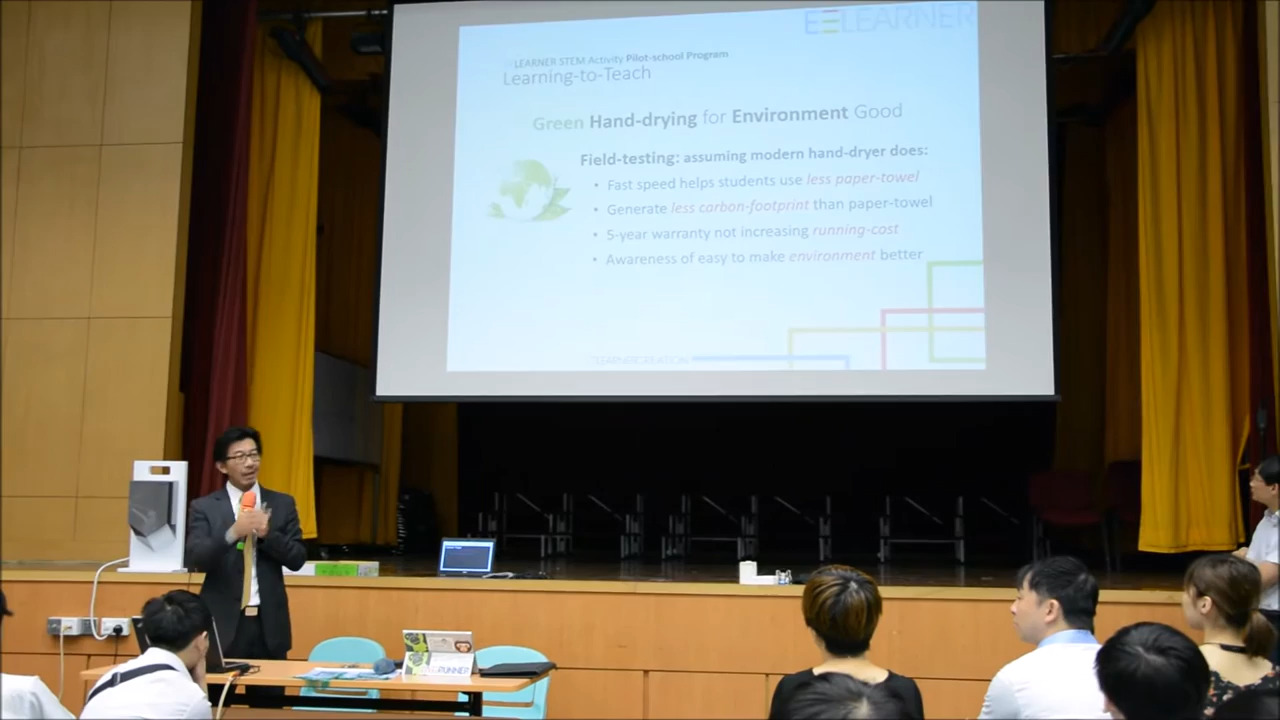 EELEARNER
LEARNER STEM Activity Pilot-school Program
Learning-to-Teach
Green Hand-drying for Environment Good
Field-testing: assuming modern hand-dryer does:
• Fast speed helps students use less paper-towel
• Generate less carbon-footprint than paper-towel
• 5-year warranty not increasing running-cost
• Awareness of easy to make environment better